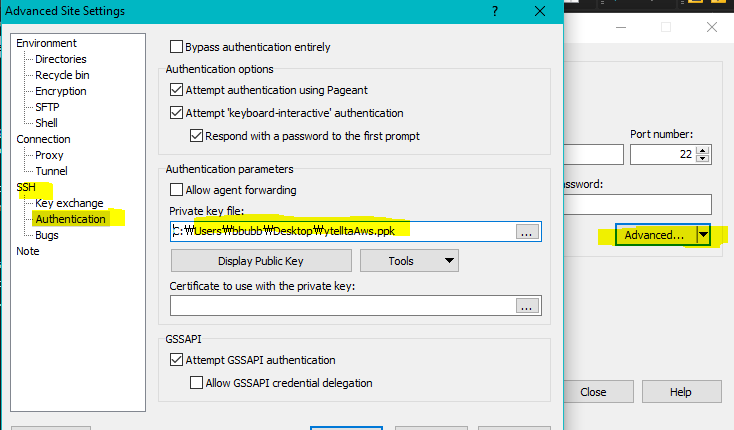 Advanced Site Settings
?
Environment
Directories
Recycle bin
Encryption
SFTP
Shell
Connection
Proxy
Tunnel
SSH
Key exchange
Authentication
Bugs
Note
Bypass authentication entirely
Authentication options
Attempt authentication using Pageant
Attempt 'keyboard-interactive' authentication
Respond with a password to the first prompt
Authentication parameters
Allow agent forwarding
Private key file:
C:₩Users₩bbubb₩Desktop₩ytelltaAws.ppk
...
Display Public Key
Tools
Certificate to use with the private key:
...
GSSAPI
Attempt GSSAPI authentication
Allow GSSAPI credential delegation
Port number:
22
assword:
Advanced...
Close
Help